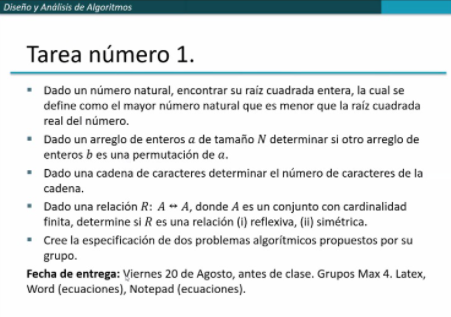 Diseño y Análisis de Algoritmos
Tarea número 1.
▪ Dado un número natural, encontrar su raíz cuadrada entera, la cual se
define como el mayor número natural que es menor que la raíz cuadrada
real del número.
▪ Dado un arreglo de enteros a de tamaño N determinar si otro arreglo de
enteros b es una permutación de a.
▪ Dada una cadena de caracteres determinar el número de caracteres de la
cadena.
▪ Dado una relación R: A ↔ A, donde A es un conjunto con cardinalidad
finita, determine si R es una relación (i) reflexiva, (ii) simétrica.
▪ Cree la especificación de dos problemas algorítmicos propuestos por su
grupo.
Fecha de entrega: Viernes 20 de Agosto, antes de clase. Grupos Max 4. Latex,
Word (ecuaciones), Notepad (ecuaciones).